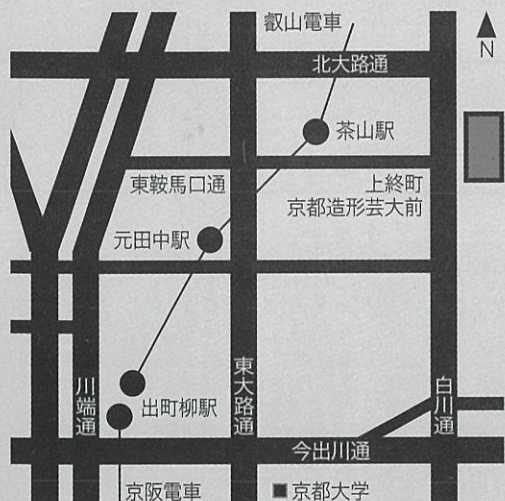 叡山電車
N
北大路通
茶山駅
東鞍馬口通
上終町
京都造形芸大前
元田中駅
川端通
出町柳駅
東大路通
白川通
今出川通
京阪電車
京都大学